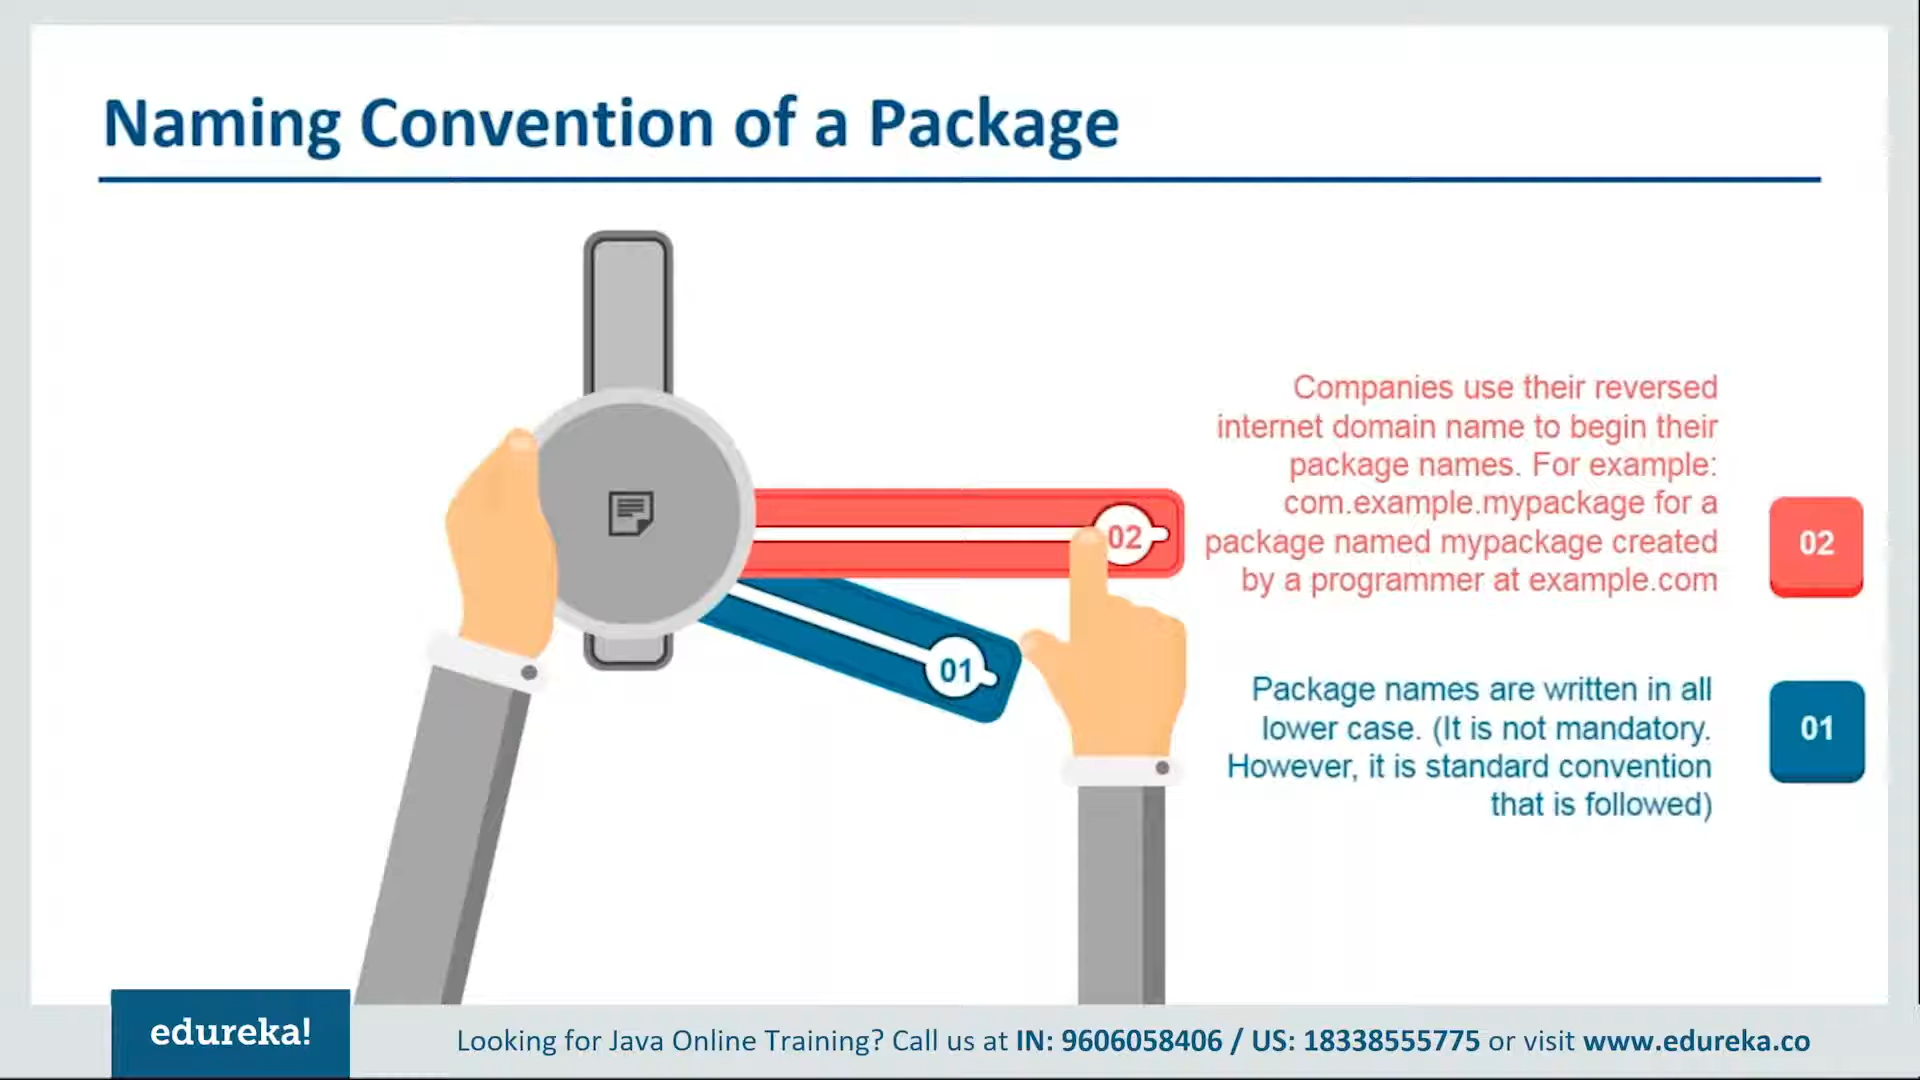 Naming Convention of a Package
Companies use their reversed
internet domain name to begin their
package names. For example:
com.example.mypackage for a
package named mypackage created
by a programmer at example.com
02
02
Package names are written in all
lower case. (It is not mandatory.
However, it is standard convention
that is followed)
01
01
edureka!
Looking for Java Online Training? Call us at IN: 9606058406 / US: 18338555775 or visit www.edureka.co